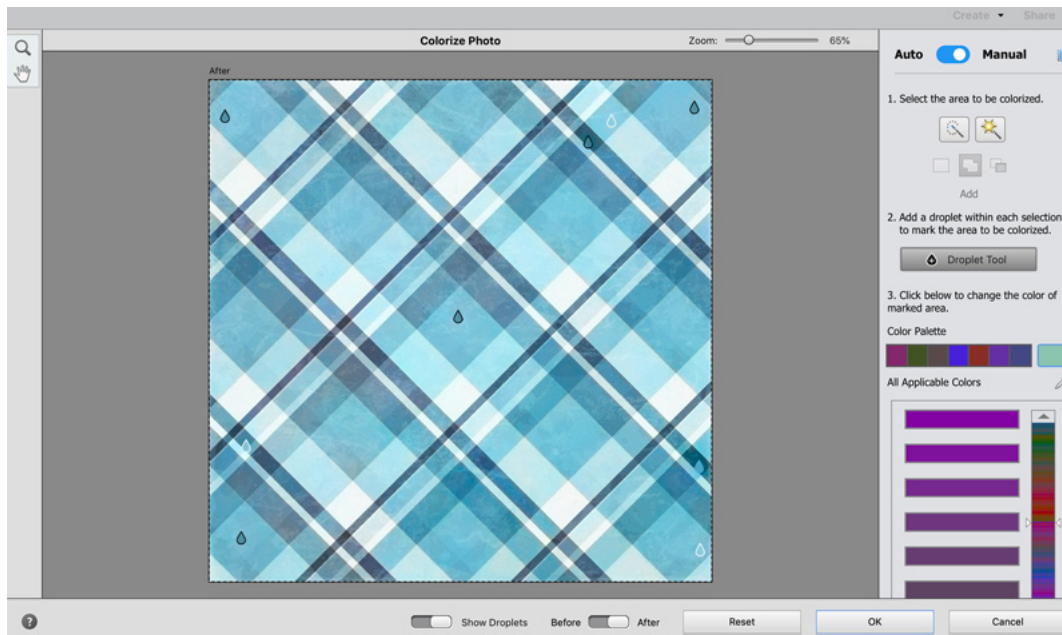 Create Share
Colorize Photo
Zoom: 65%
After
Auto Manual
1. Select the area to be colorized.
Add
2. Add a droplet within each selection
to mark the area to be colorized.
Droplet Tool
3. Click below to change the color of
marked area.
Color Palette
All Applicable Colors
? Show Droplets Before After Reset OK Cancel